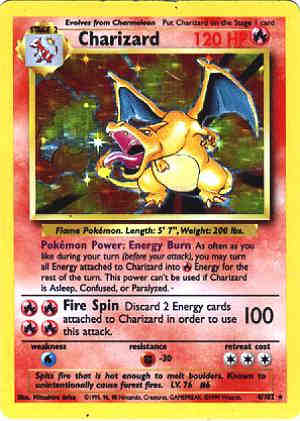 Evolves from Charmeleon Put Charizard on the Stage 1 card
STAGE 2
Charizard 120 HP
Flame Pokémon. Length: 5' 7", Weight: 200 lbs.
Pokémon Power: Energy Burn As often as you
like during your turn (before your attack), you may turn
all Energy attached to Charizard into Energy for the
rest of the turn. This power can't be used if Charizard
is Asleep, Confused, or Paralyzed.
Fire Spin Discard 2 Energy cards
attached to Charizard in order to use
this attack.
100
weakness resistance retreat cost
-30
Spits fire that is hot enough to melt boulders. Known to
unintentionally cause forest fires. LV. 76 #6
Illus. Mitsuhiro Arita ©1995, 96, 98 Nintendo, Creatures, GAMEFREAK. ©1999 Wizards. 4/102